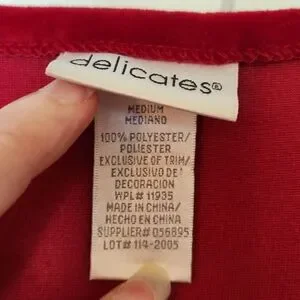 delicates®
MEDIUM
MEDIANO
100% POLYESTER/
POLIESTER
EXCLUSIVE OF TRIM/
EXCLUSIVO DE
DECORACION
WPL# 11935
MADE IN CHINA/
HECHO EN CHINA
SUPPLIER# 056895
LOT# 114-2005